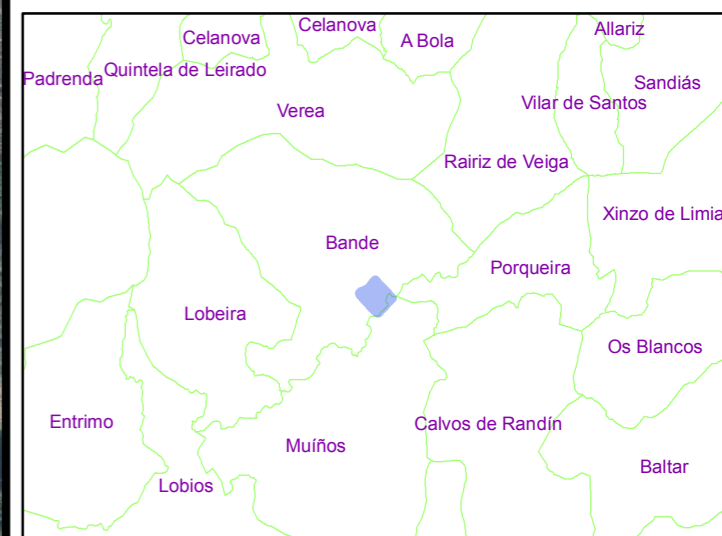 Allariz
Celanova
Celanova
A Bola
Padrenda
Quintela de Leirado
Sandiás
Verea
Vilar de Santos
Rairiz de Veiga
Xinzo de Limia
Bande
Porqueira
Lobeira
Os Blancos
Entrimo
Calvos de Randín
Muíños
Baltar
Lobios